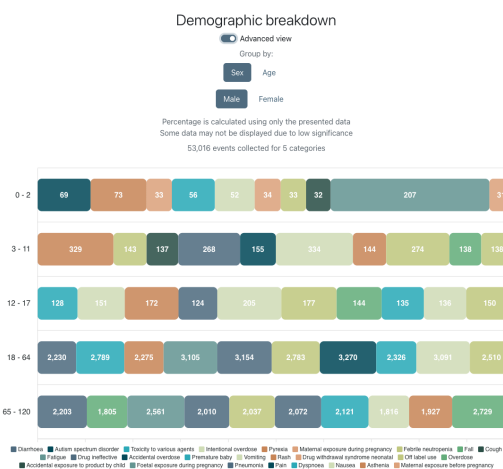 Demographic breakdown
Advanced view
Group by:
Sex Age
Male Female
Percentage is calculated using only the presented data
Some data may not be displayed due to low significance
53,016 events collected for 5 categories
0 - 2 69 73 33 56 52 34 33 32 207
3 - 11 329 143 137 268 155 334 144 274 138 138
12 - 17 128 172 124 305 177 144 135 136 150
18 - 64 2,230 2,789 2,275 3,105 3,154 2,783 3,270 2,326 3,091 2,510
65 - 120 2,203 1,805 2,561 2,010 2,037 2,072 2,121 1,816 1,927 2,729
Diarrhoea Autism spectrum disorder Toxicity to various agents Intentional overdose Pyrexia Maternal exposure during pregnancy Febrile neutropenia Fall Cough
Fatigue Drug ineffective Accidental overdose Premature baby Vomiting Rash Drug withdrawal syndrome neonatal Off label use Overdose
Accidental exposure to product by child Foetal exposure during pregnancy Pneumonia Pain Dyspnoea Nausea Asthenia Maternal exposure before pregnancy